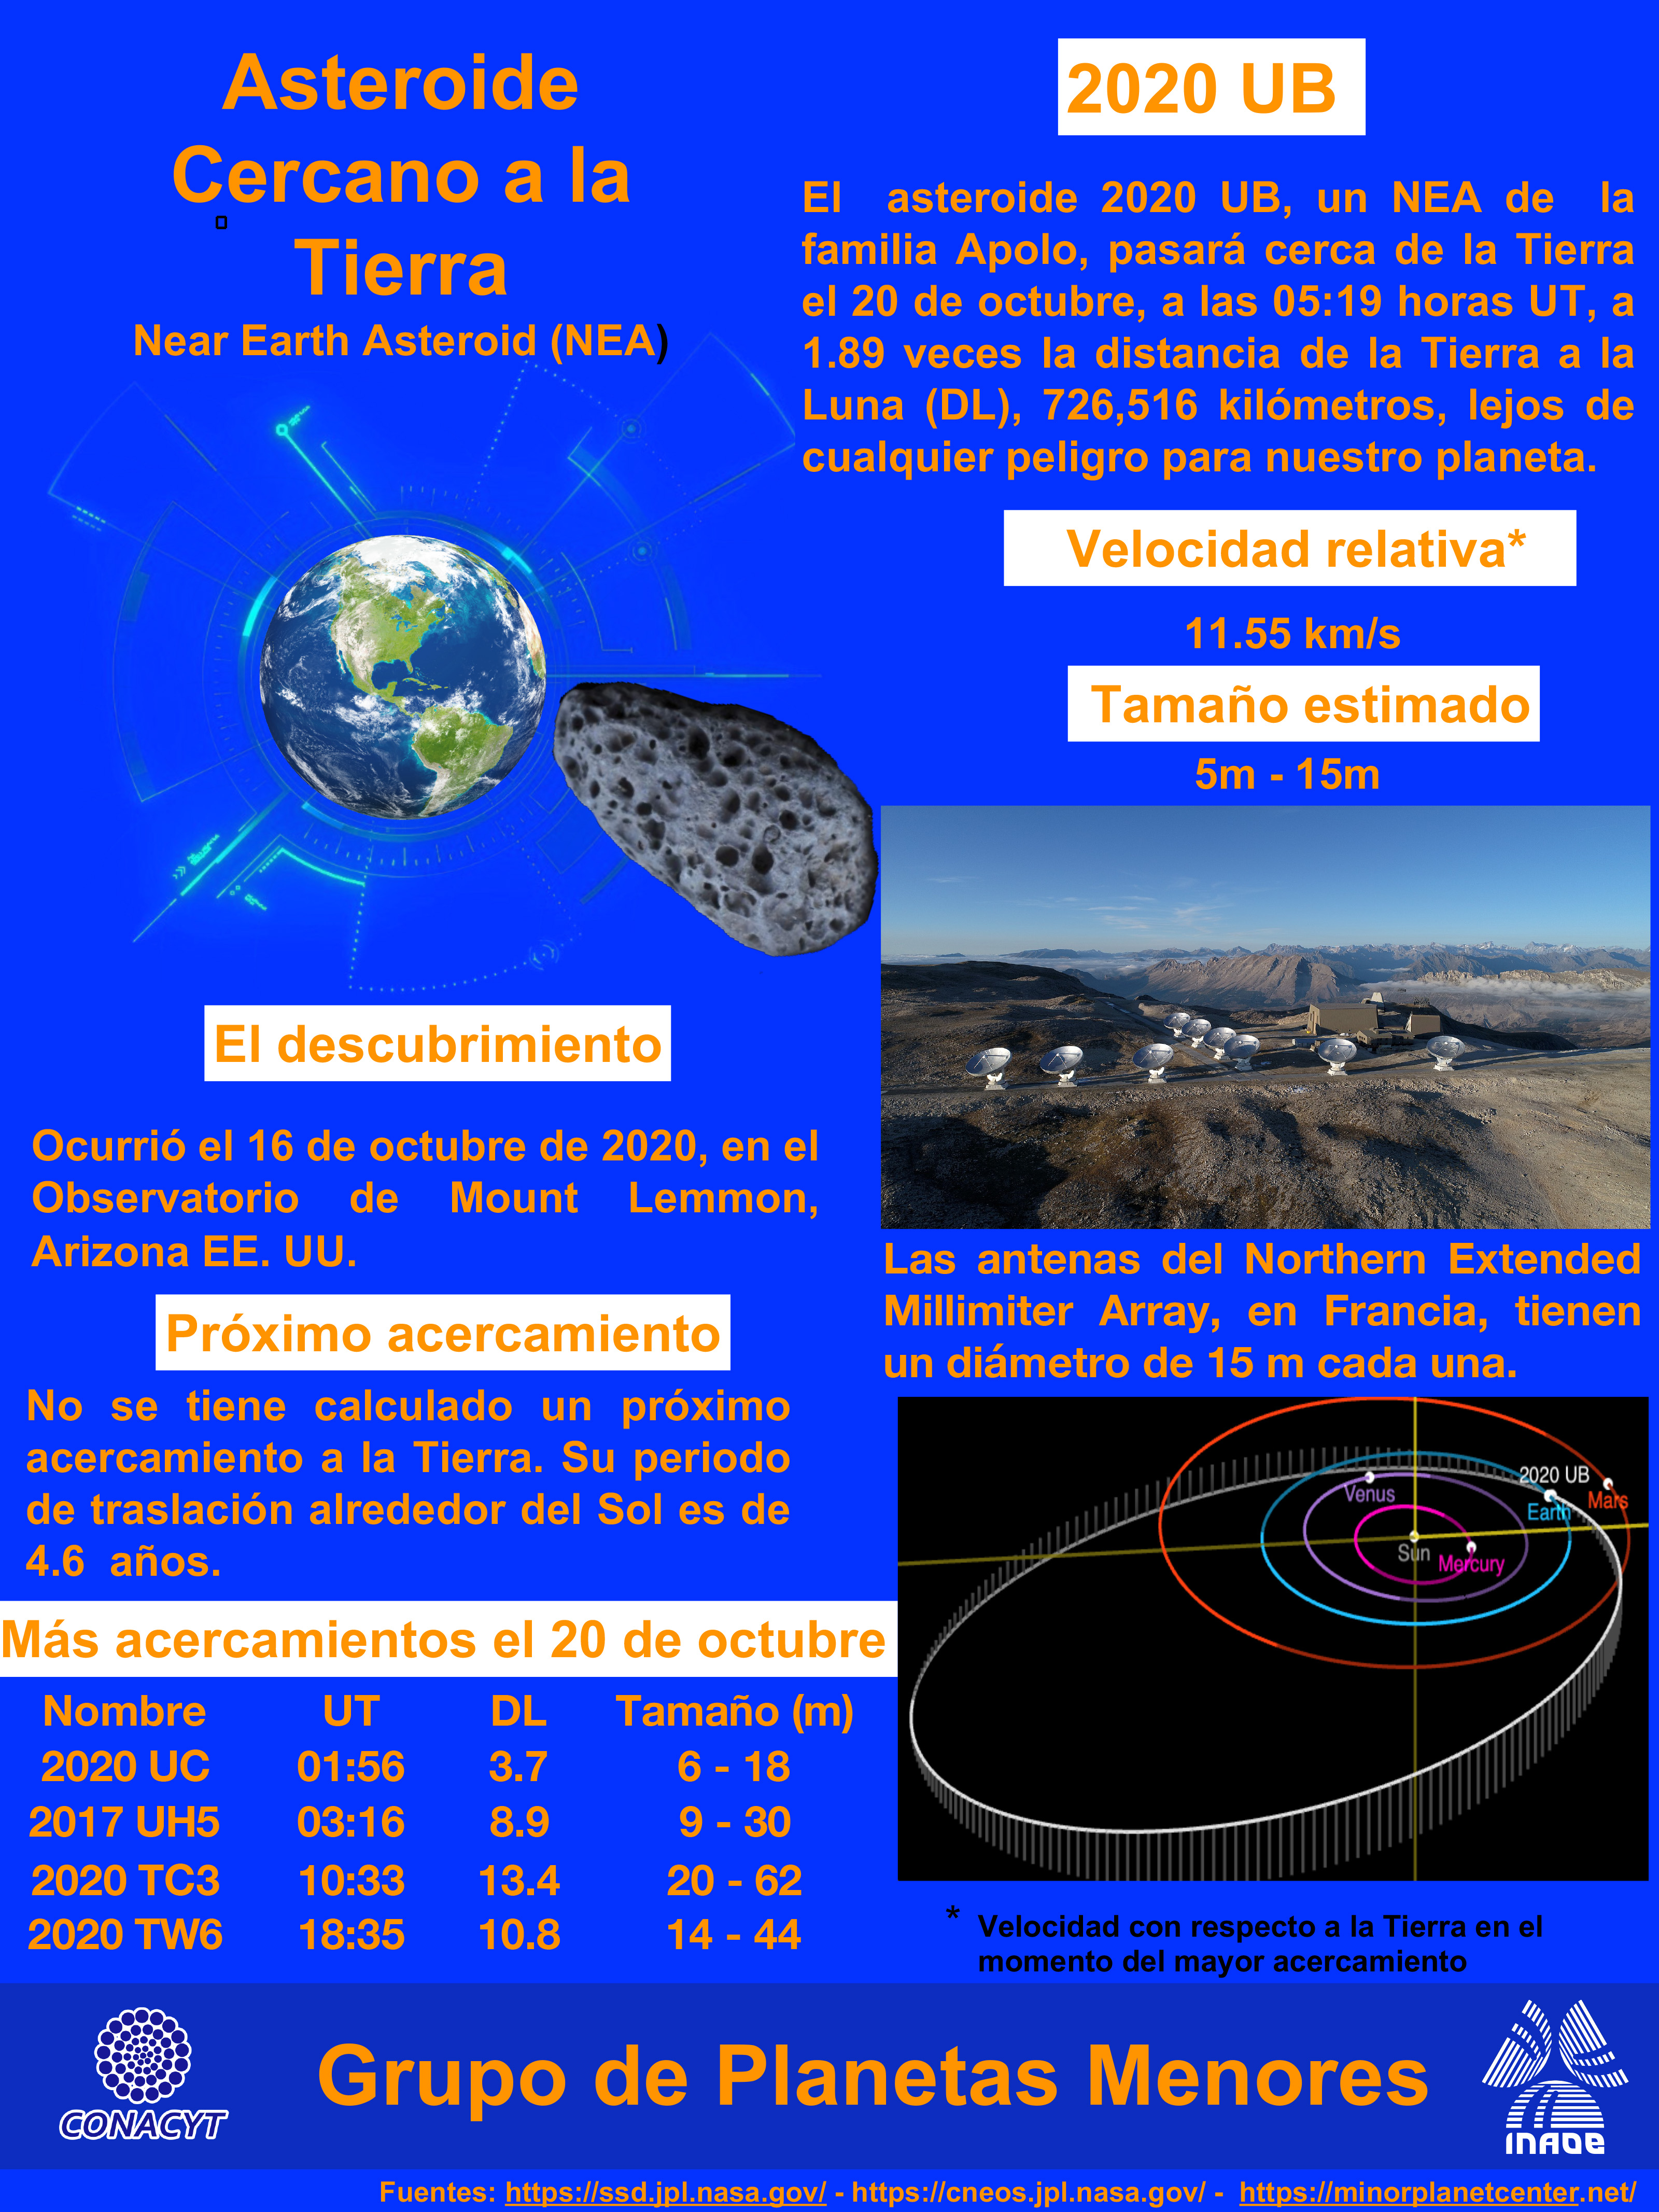 Asteroide
Cercano a la
Tierra
Near Earth Asteroid (NEA)
2020 UB
El asteroide 2020 UB, un NEA de la
familia Apolo, pasará cerca de la Tierra
el 20 de octubre, a las 05:19 horas UT, a
1.89 veces la distancia de la Tierra a la
Luna (DL), 726,516 kilómetros, lejos de
cualquier peligro para nuestro planeta.
Velocidad relativa*
11.55 km/s
Tamaño estimado
5m - 15m
El descubrimiento
Ocurrió el 16 de octubre de 2020, en el
Observatorio de Mount Lemmon,
Arizona EE. UU.
Las antenas del Northern Extended
Millimiter Array, en Francia, tienen
un diámetro de 15 m cada una.
Próximo acercamiento
No se tiene calculado un próximo
acercamiento a la Tierra. Su periodo
de traslación alrededor del Sol es de
4.6 años.
2020 UB
Venus
Earth
Mars
Sun
Mercury
Más acercamientos el 20 de octubre
Nombre UT DL Tamaño (m)
2020 UC 01:56 3.7 6 - 18
2017 UH5 03:16 8.9 9 - 30
2020 TC3 10:33 13.4 20 - 62
2020 TW6 18:35 10.8 14 - 44
* Velocidad con respecto a la Tierra en el
momento del mayor acercamiento
CONACYT
Grupo de Planetas Menores
INAOE
Fuentes: https://ssd.jpl.nasa.gov/ - https://cneos.jpl.nasa.gov/ - https://minorplanetcenter.net/